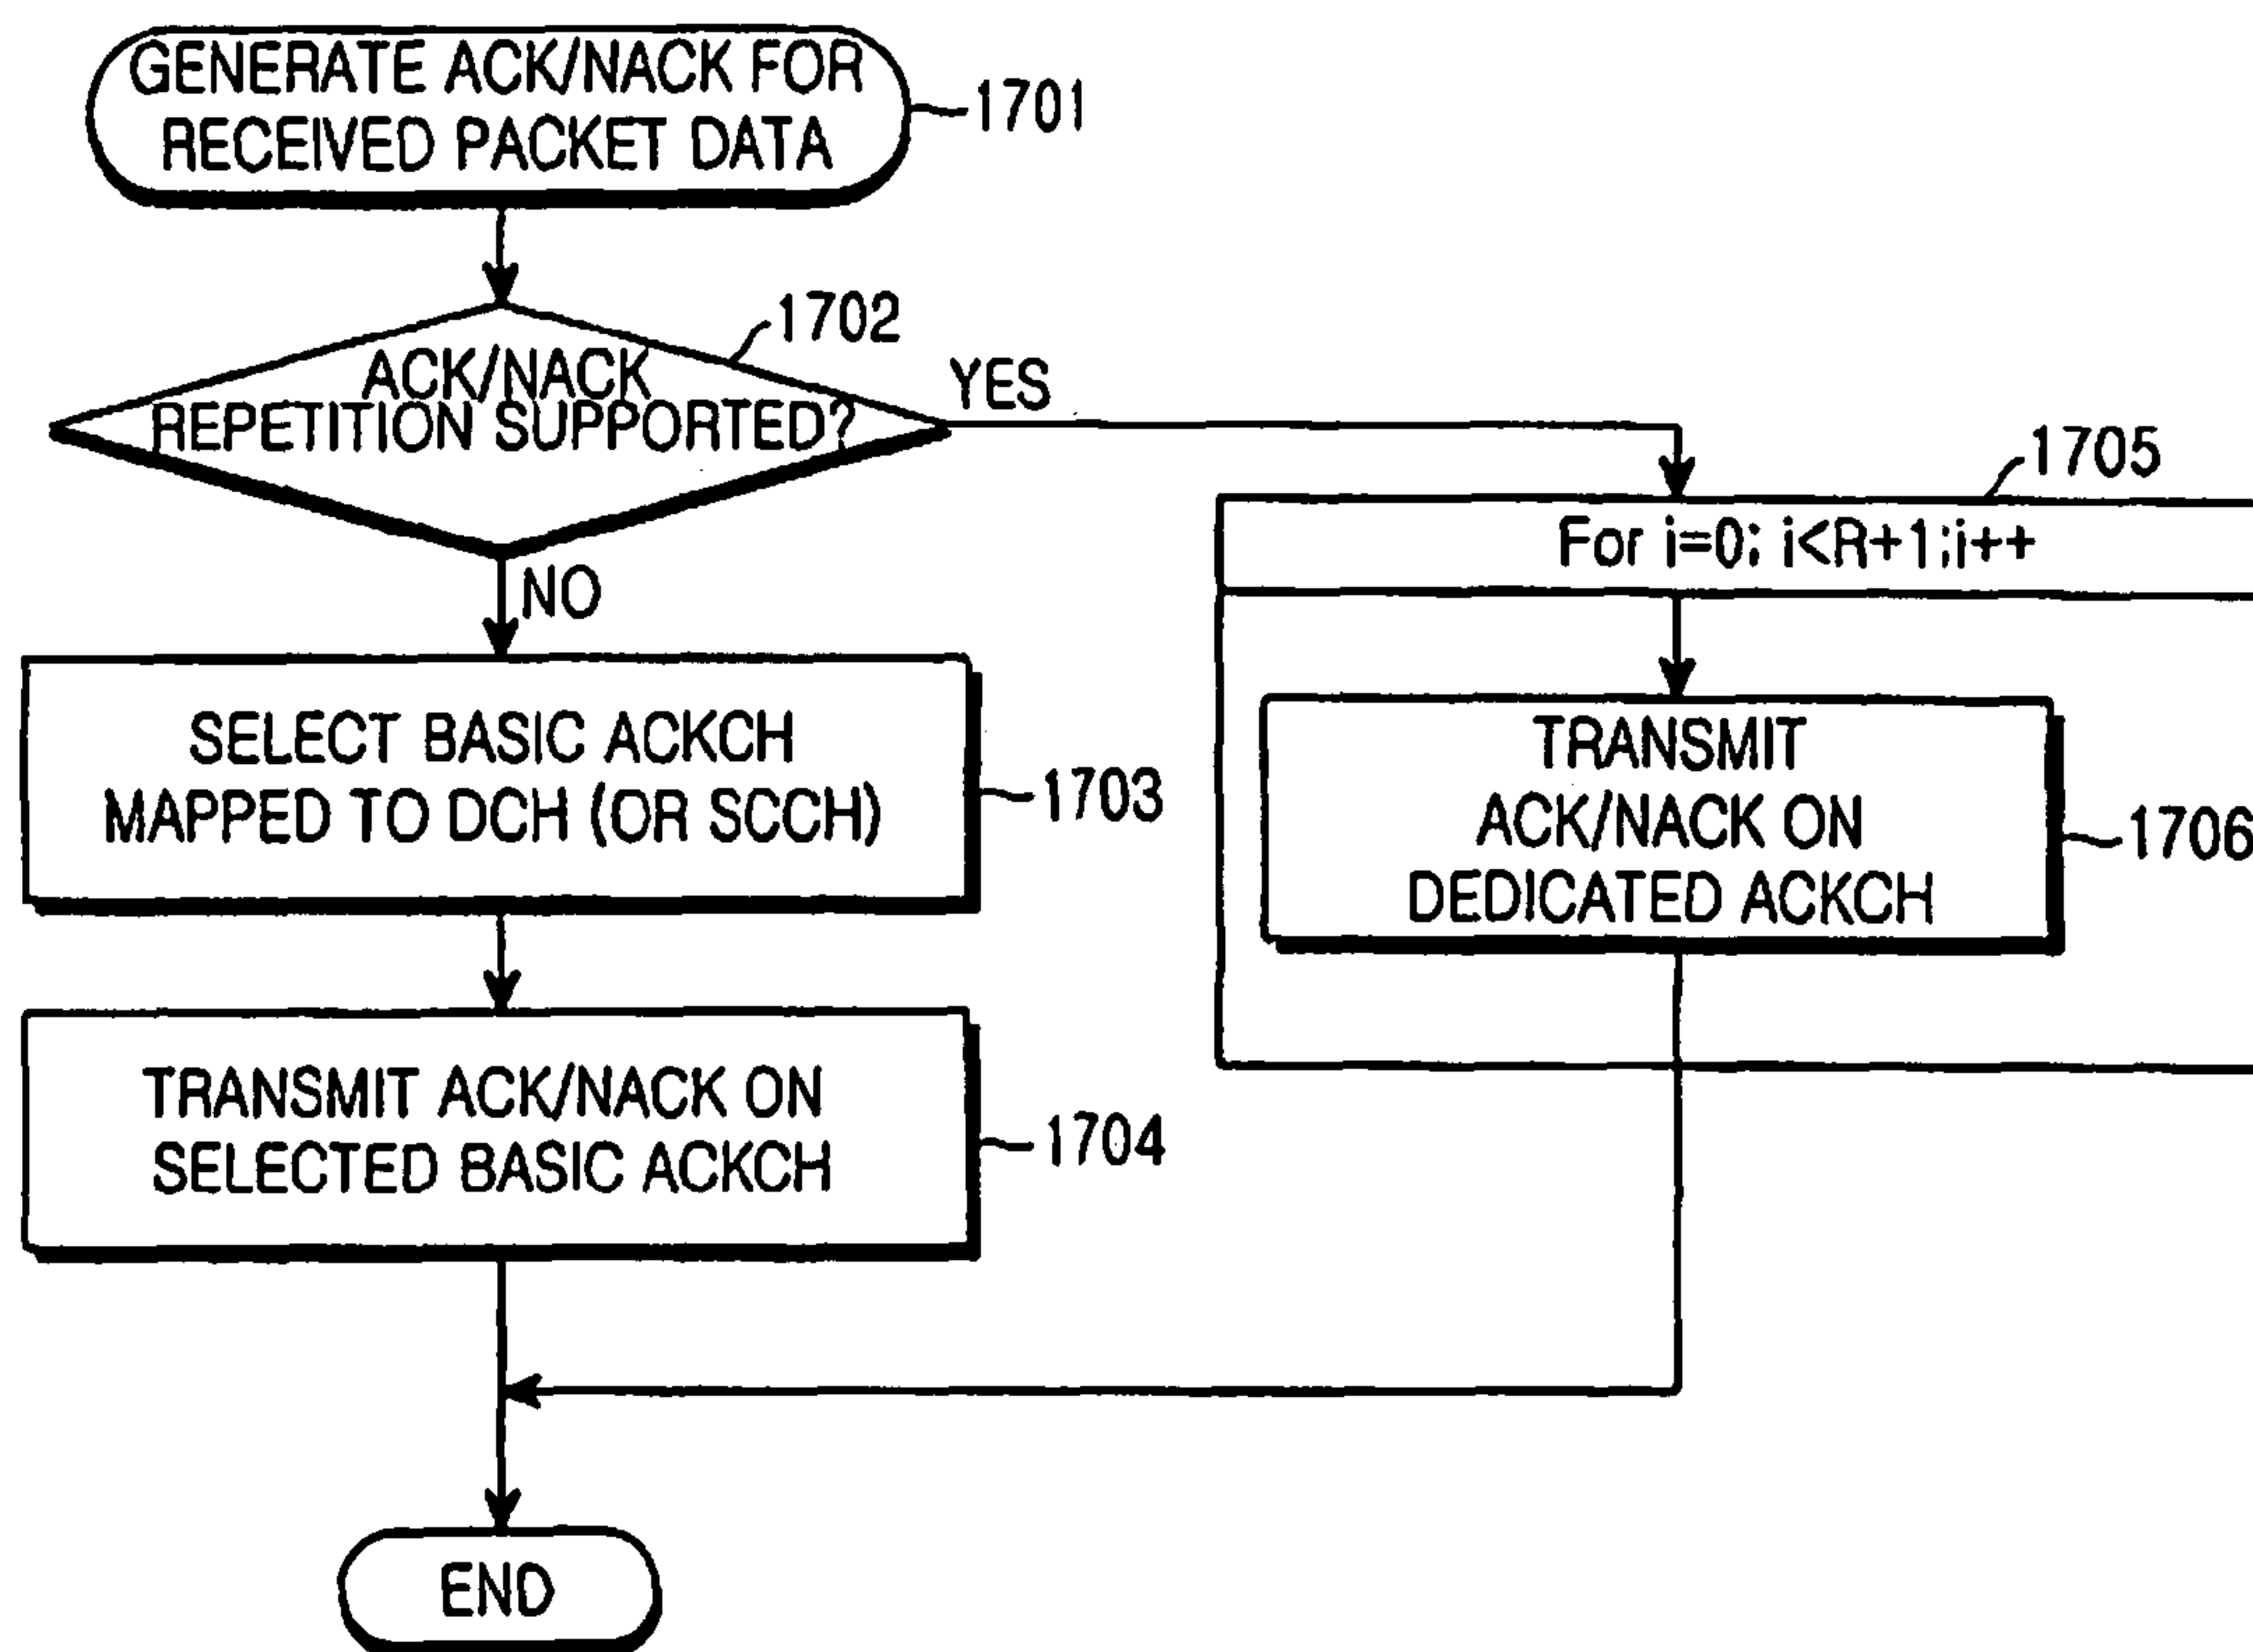 GENERATE ACK/NACK FOR
RECEIVED PACKET DATA
1701
1702
ACK/NACK
REPETITION SUPPORTED?
YES
NO
1705
For i=0; i<R+1;i++
SELECT BASIC ACKCH
MAPPED TO DCH (OR SCCH)
1703
TRANSMIT
ACK/NACK ON
DEDICATED ACKCH
1706
TRANSMIT ACK/NACK ON
SELECTED BASIC ACKCH
1704
END